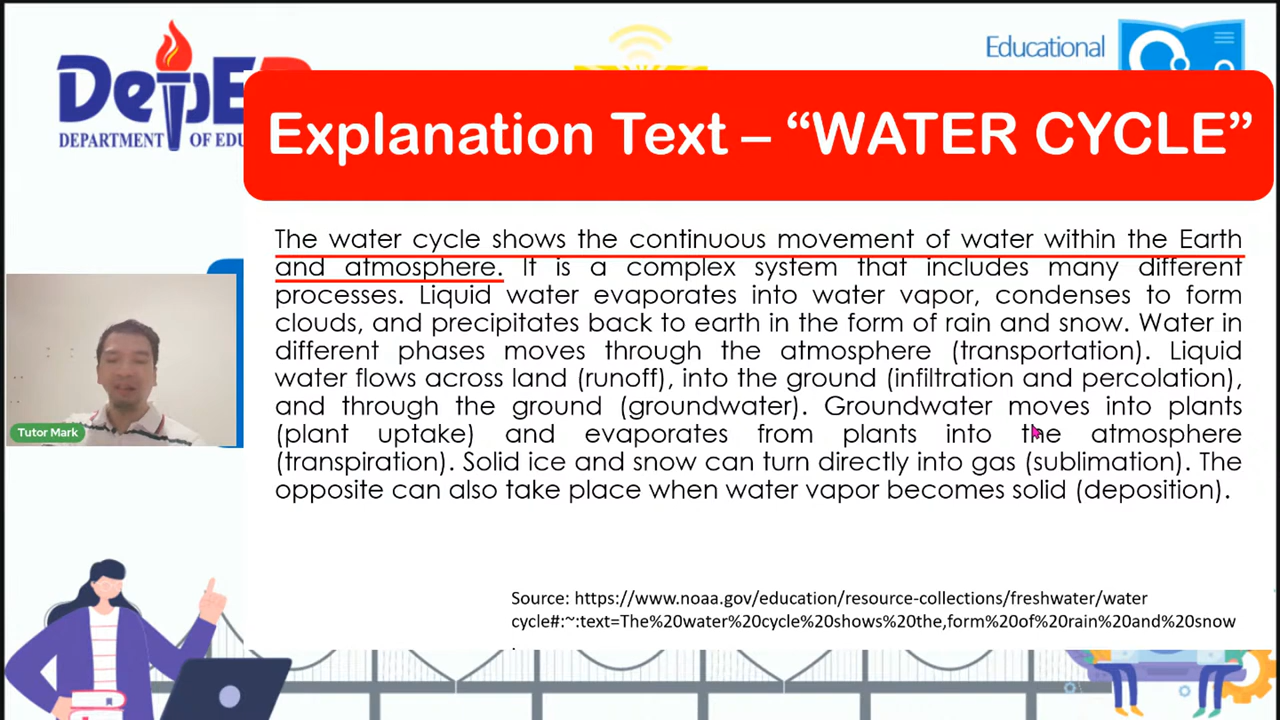 DepED
DEPARTMENT OF EDU
Educational
Explanation Text – “WATER CYCLE”
The water cycle shows the continuous movement of water within the Earth
and atmosphere. It is a complex system that includes many different
processes. Liquid water evaporates into water vapor, condenses to form
clouds, and precipitates back to earth in the form of rain and snow. Water in
different phases moves through the atmosphere (transportation). Liquid
water flows across land (runoff), into the ground (infiltration and percolation),
and through the ground (groundwater). Groundwater moves into plants
(plant uptake) and evaporates from plants into the atmosphere
(transpiration). Solid ice and snow can turn directly into gas (sublimation). The
opposite can also take place when water vapor becomes solid (deposition).
Tutor Mark
Source: https://www.noaa.gov/education/resource-collections/freshwater/water
cycle#:~:text=The%20water%20cycle%20shows%20the,form%20of%20rain%20and%20snow
.